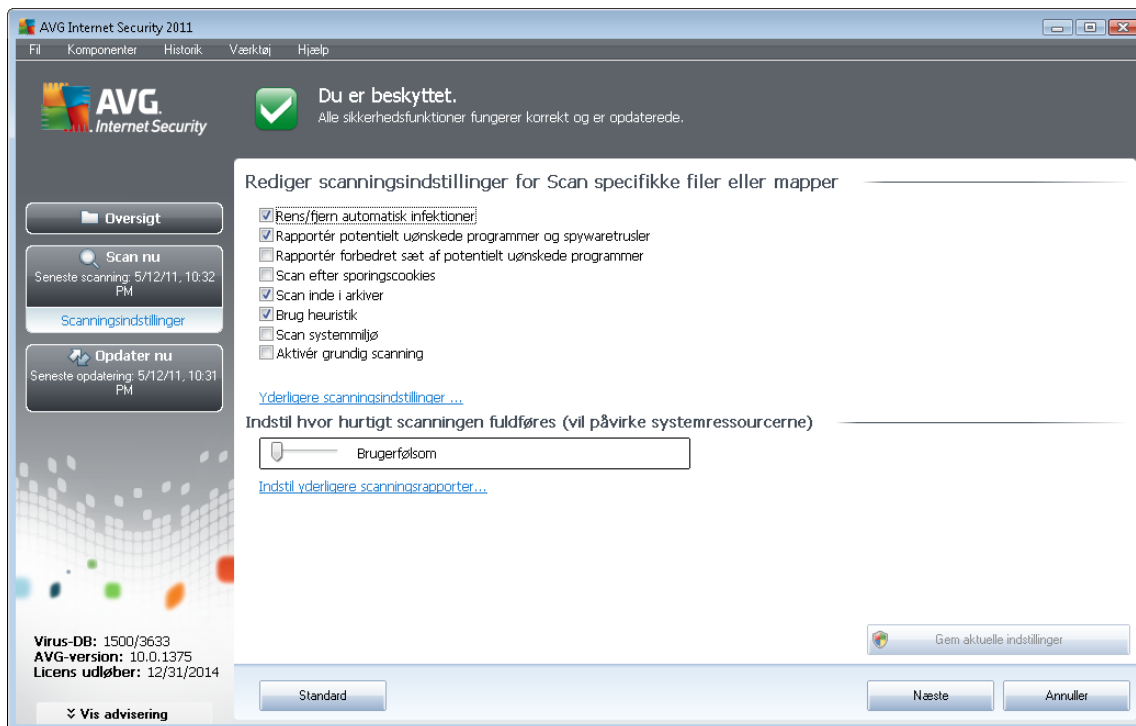 AVG Internet Security 2011
Fil Komponenter Historik Værktøj Hjælp
AVG.
Internet Security
Du er beskyttet.
Alle sikkerhedsfunktioner fungerer korrekt og er opdaterede.
Oversigt
Scan nu
Seneste scanning: 5/12/11, 10:32
PM
Scanningsindstillinger
Opdater nu
Seneste opdatering: 5/12/11, 10:31
PM
Virus-DB: 1500/3633
AVG-version: 10.0.1375
Licens udløber: 12/31/2014
Vis advisering
Rediger scanningsindstillinger for Scan specifikke filer eller mapper
Rens/fjern automatisk infektioner
Rapportér potentielt uønskede programmer og spywaretrusler
Rapportér forbedret sæt af potentielt uønskede programmer
Scan efter sporingscookies
Scan inde i arkiver
Brug heuristik
Scan systemmiljø
Aktivér grundig scanning
Yderligere scanningsindstillinger ...
Indstil hvor hurtigt scanningen fuldføres (vil påvirke systemressourcerne)
Brugerfølsom
Indstil yderligere scanningsrapporter...
Gem aktuelle indstillinger
Standard
Næste
Annuller